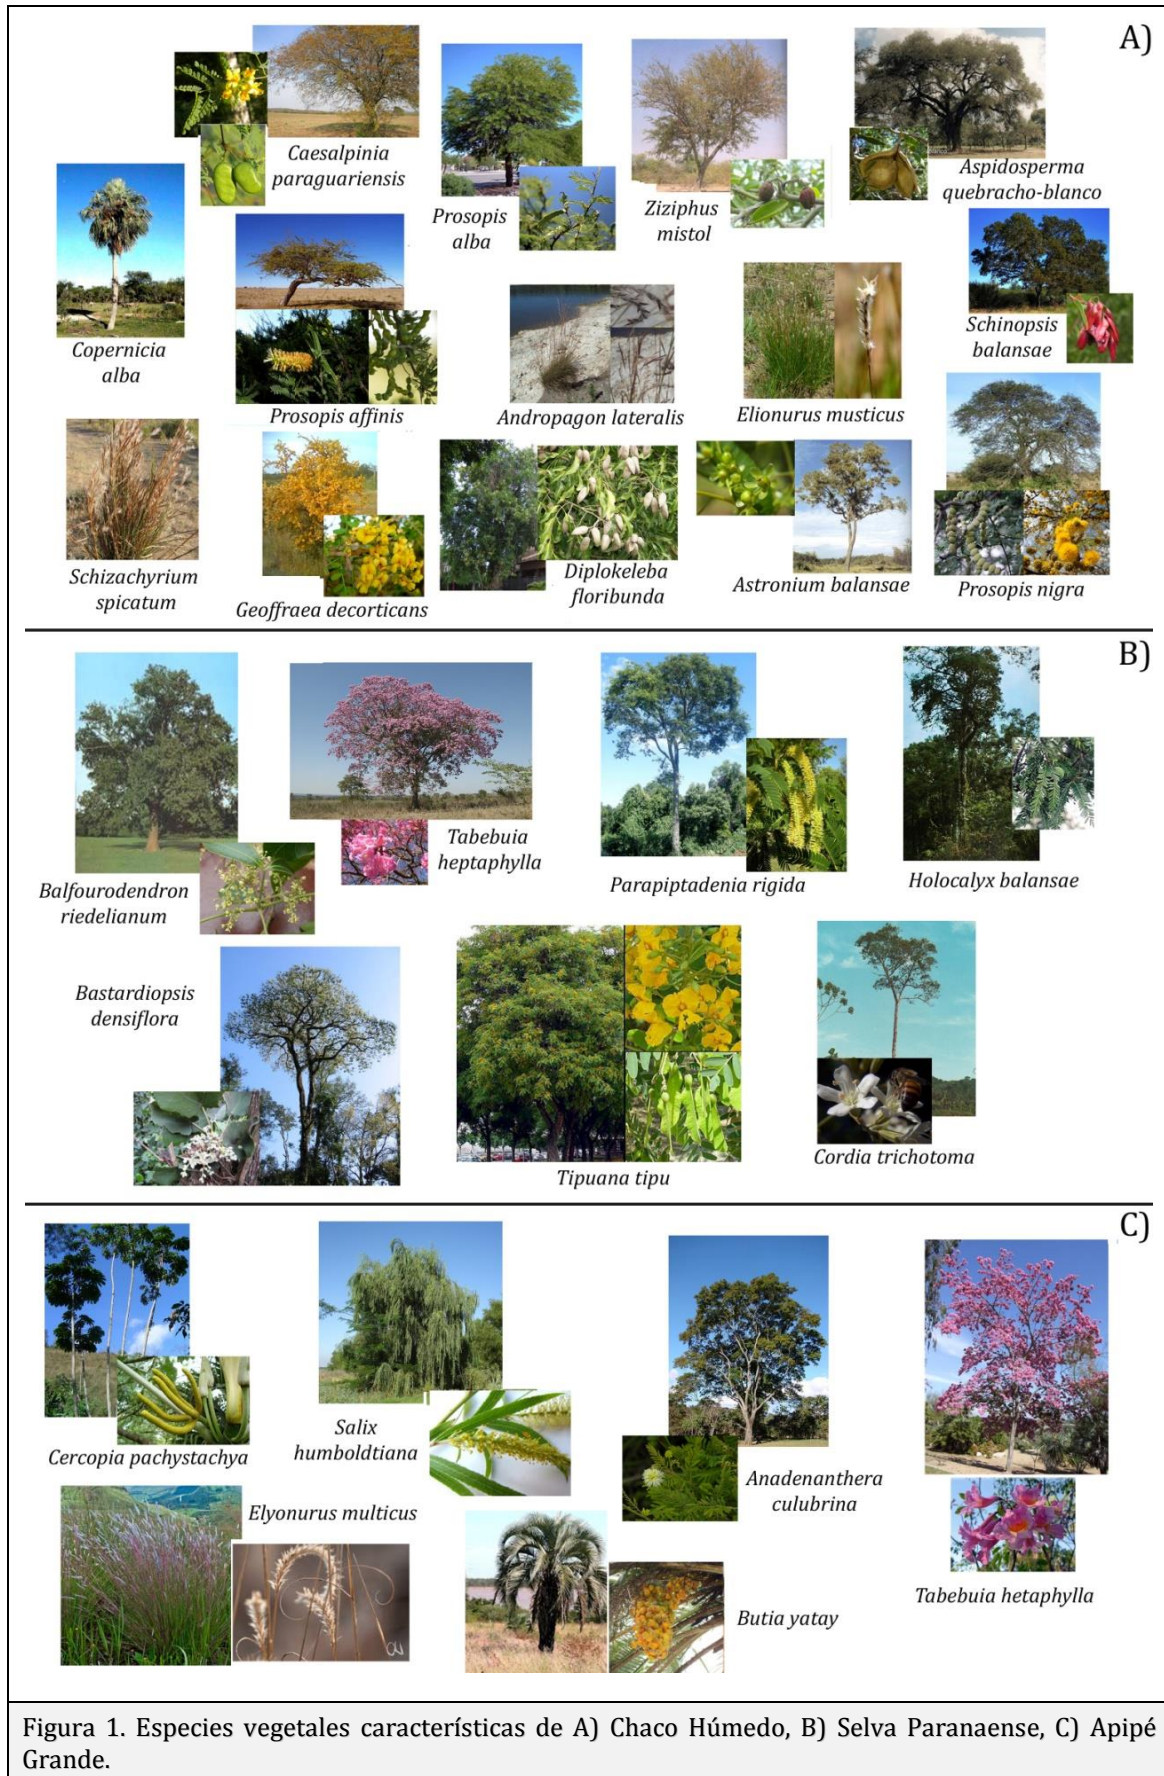 A)
Caesalpinia
paraguariensis
Prosopis
alba
Ziziphus
mistol
Aspidosperma
quebracho-blanco
Copernicia
alba
Prosopis affinis
Andropagon lateralis
Elionurus musticus
Schinopsis
balansae
Schizachyrium
spicatum
Geoffraea decorticans
Diplokeleba
floribunda
Astronium balansae
Prosopis nigra
B)
Balfourodendron
riedelianum
Tabebuia
heptaphylla
Parapiptadenia rigida
Holocalyx balansae
Bastardiopsis
densiflora
Tipuana tipu
Cordia trichotoma
C)
Cercopia pachystachya
Salix
humboldtiana
Anadenanthera
culubrina
Tabebuia hetaphylla
Elyonurus multicus
Butia yatay
Figura 1. Especies vegetales características de A) Chaco Húmedo, B) Selva Paranaense, C) Apipé
Grande.